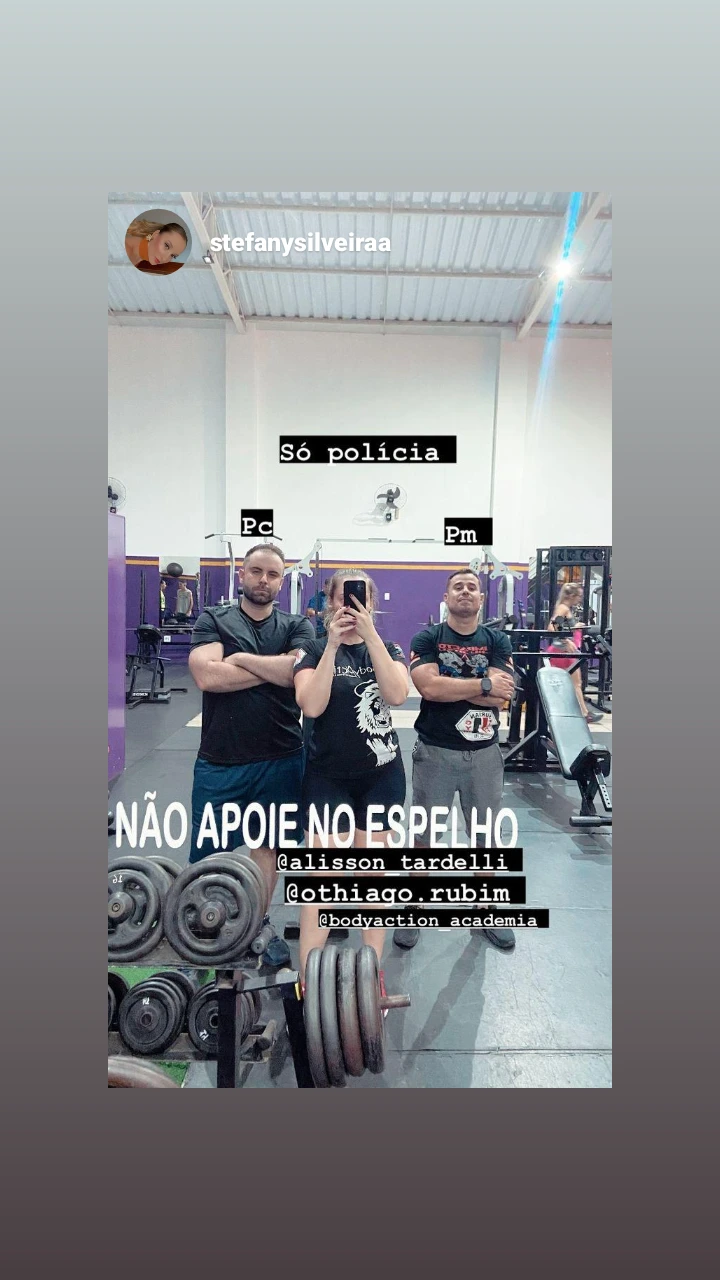 stefanysilveiraa
Só polícia
Pc
Pm
NÃO APOIE NO ESPELHO
@alisson_tardelli
@othiago.rubim
@bodyaction_academia